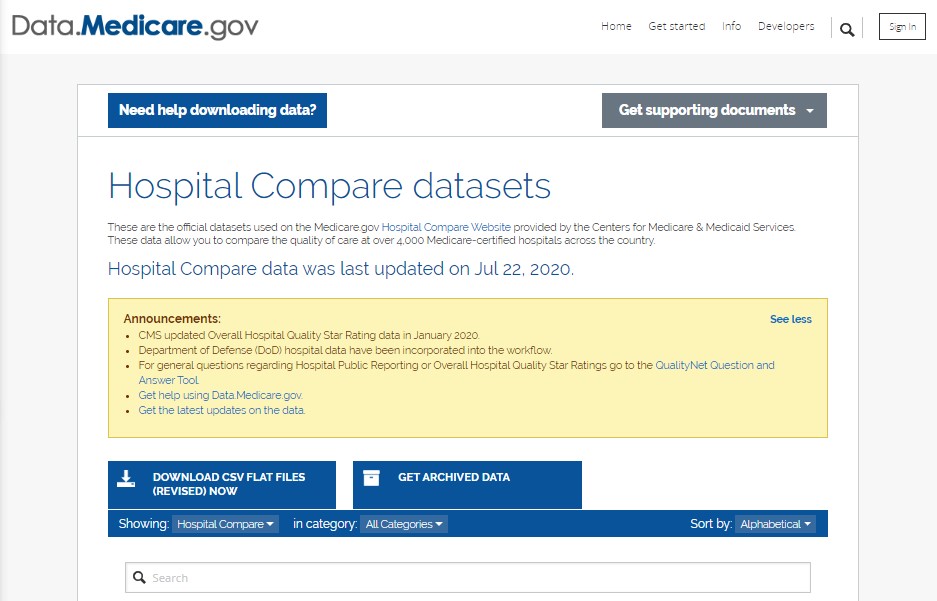 Data.Medicare.gov
Home Get started Info Developers Sign In
Need help downloading data? Get supporting documents
Hospital Compare datasets
These are the official datasets used on the Medicare.gov Hospital Compare Website provided by the Centers for Medicare & Medicaid Services.
These data allow you to compare the quality of care at over 4,000 Medicare-certified hospitals across the country.
Hospital Compare data was last updated on Jul 22, 2020.
Announcements: See less
• CMS updated Overall Hospital Quality Star Rating data in January 2020.
• Department of Defense (DoD) hospital data have been incorporated into the workflow.
• For general questions regarding Hospital Public Reporting or Overall Hospital Quality Star Ratings go to the QualityNet Question and
Answer Tool.
• Get help using Data.Medicare.gov.
• Get the latest updates on the data.
DOWNLOAD CSV FLAT FILES GET ARCHIVED DATA
(REVISED) NOW
Showing: Hospital Compare in category: All Categories Sort by: Alphabetical
Search